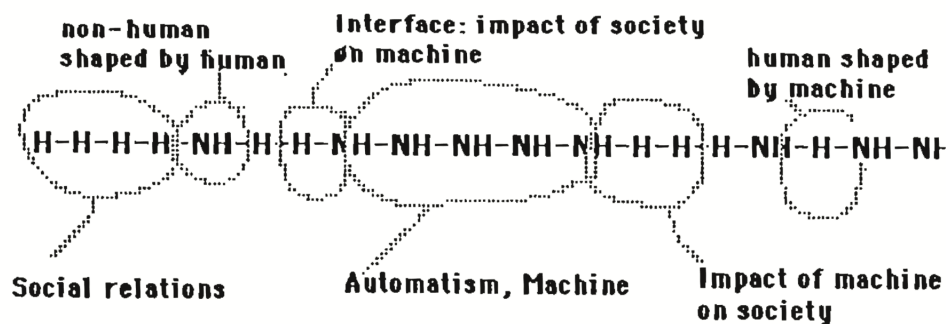 non-human
shaped by human
Interface: impact of society
on machine
human shaped
by machine
H-H-H-H-NH-H-H-NH-NH-NH-NH-NH-H-H-H-NH-H-NH-NH
Social relations
Automatism, Machine
Impact of machine
on society